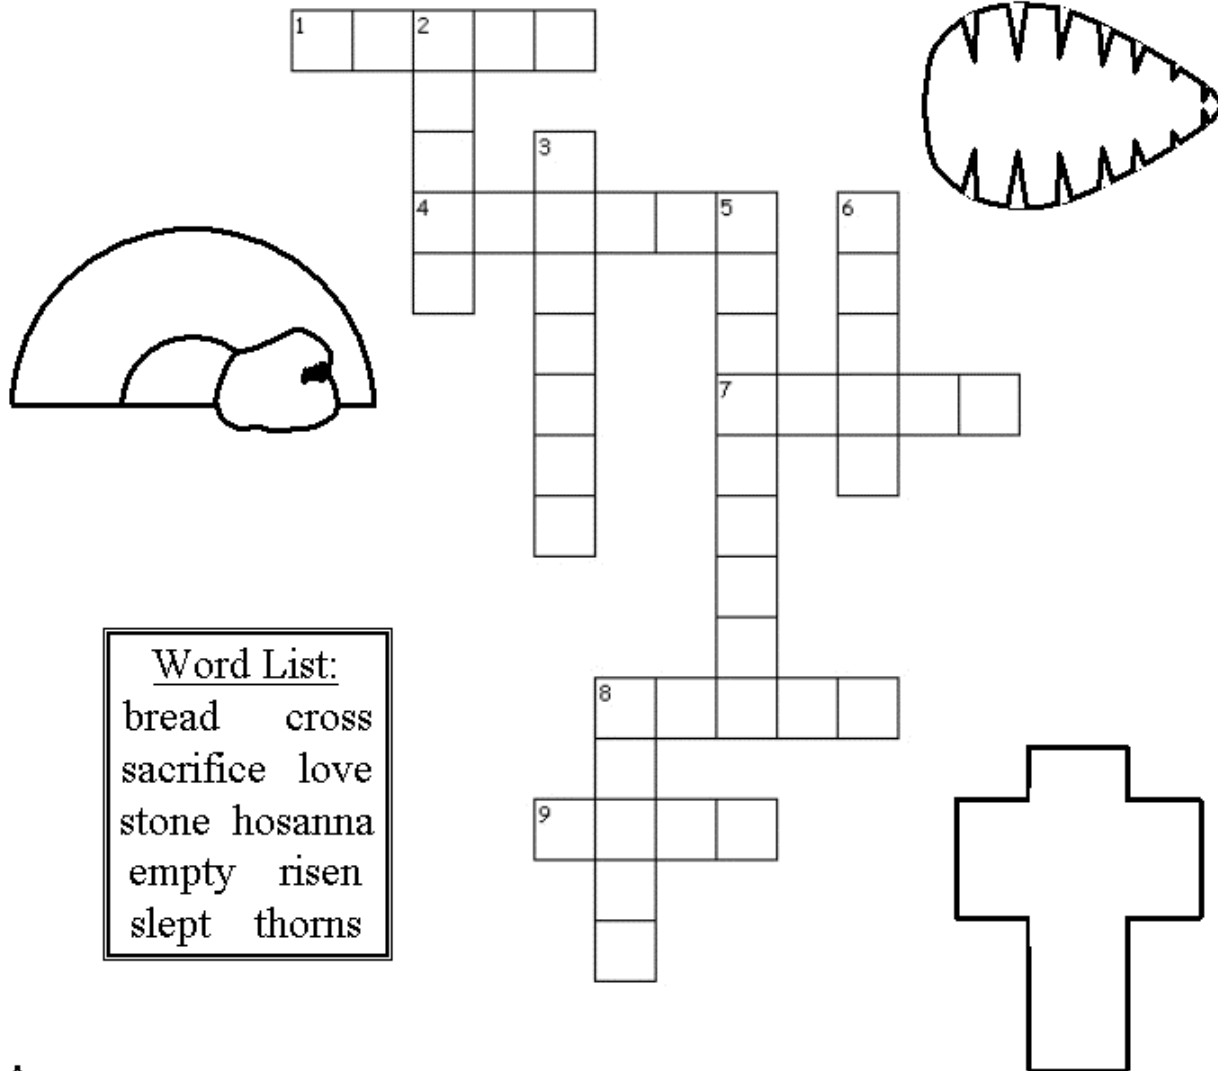 1 2
3
4 5 6
7
Word List:
bread cross
sacrifice love
stone hosanna
empty risen
slept thorns
8
9